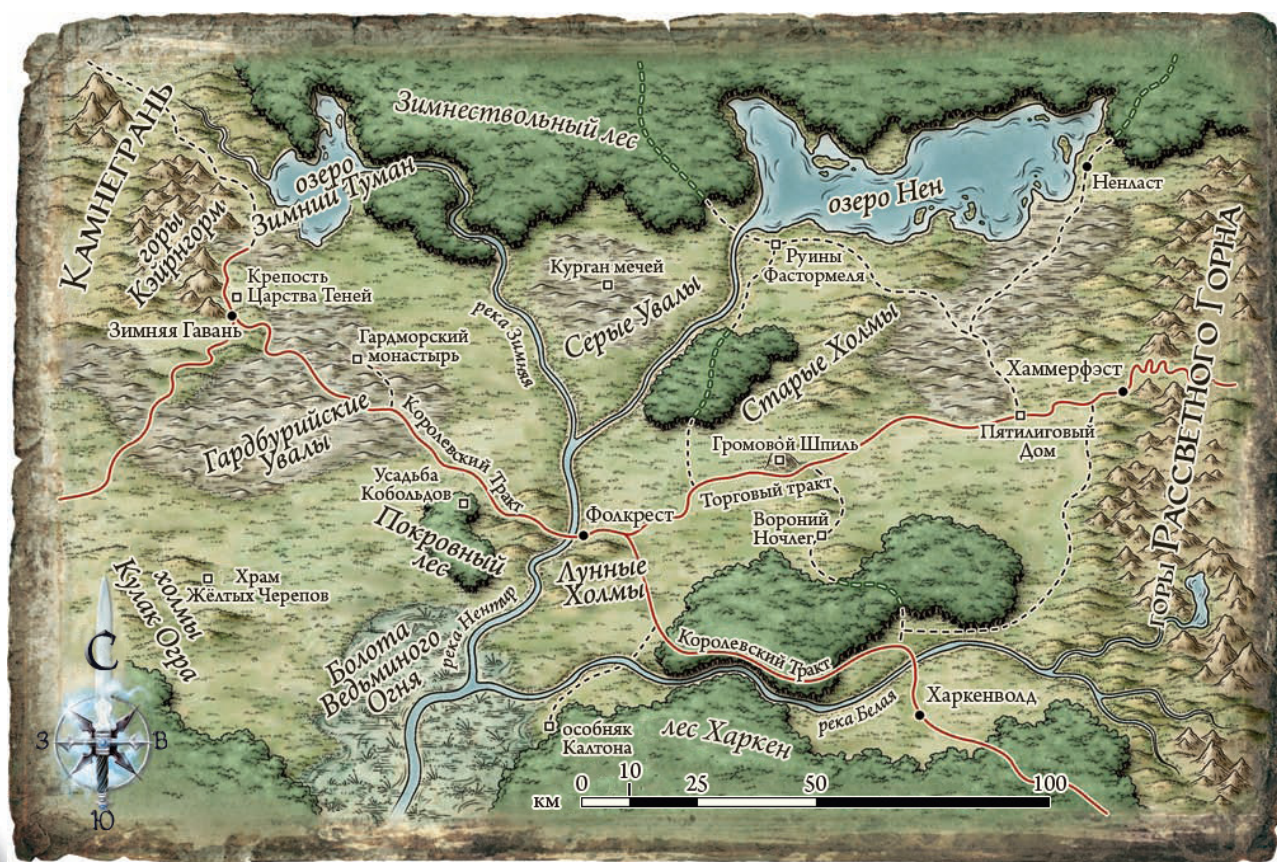 КАМНЕГРАНЬ
горы
Кэйрнгорм
озеро
Зимний Туман
Зимнествольный лес
озеро Нен
Ненласт
Руины
Фастормеля
Курган мечей
Серые Увалы
река Зимняя
Крепость
Царства Теней
Зимняя Гавань
Гардморский
монастырь
Гардбурийские
Увалы
Королевский Тракт
Старые Холмы
Хаммерфэст
Пятилиговый
Дом
ГОРЫ РАССВЕТНОГО ГОРНА
Громовой Шпиль
Торговый тракт
Усадьба
Кобольдов
Покровный
лес
Фолкрест
Вороний
Ночлег
Лунные
Холмы
холмы
Кулак Огра
Храм
Жёлтых Черепов
Болота
Ведьминого
Огня
река Нентир
Королевский Тракт
река Белая
Харкенволд
особняк
Калтона
лес Харкен
С
З
В
Ю
км
0 10 25 50 100